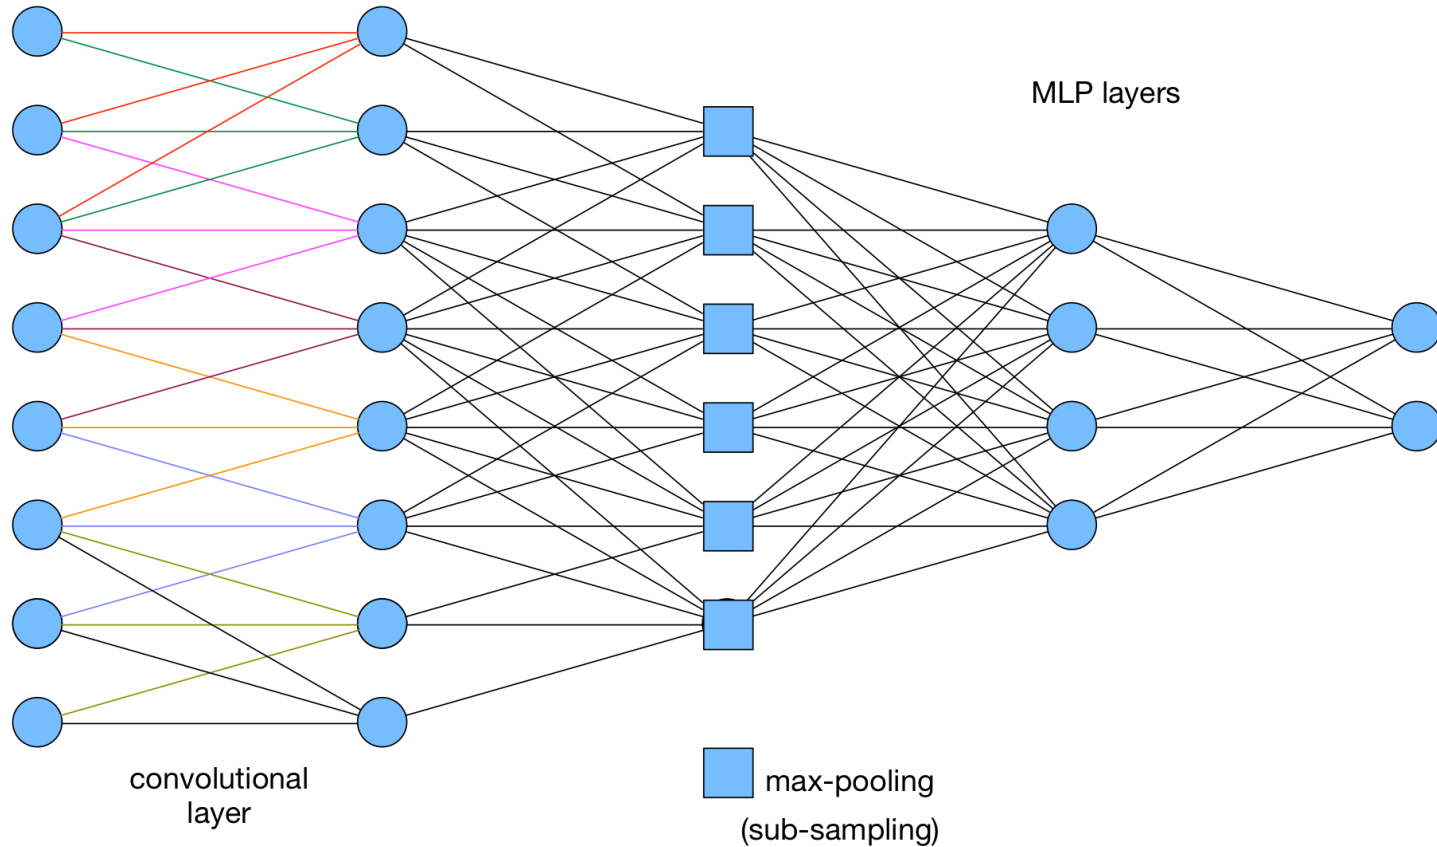 MLP layers
convolutional
layer
max-pooling
(sub-sampling)